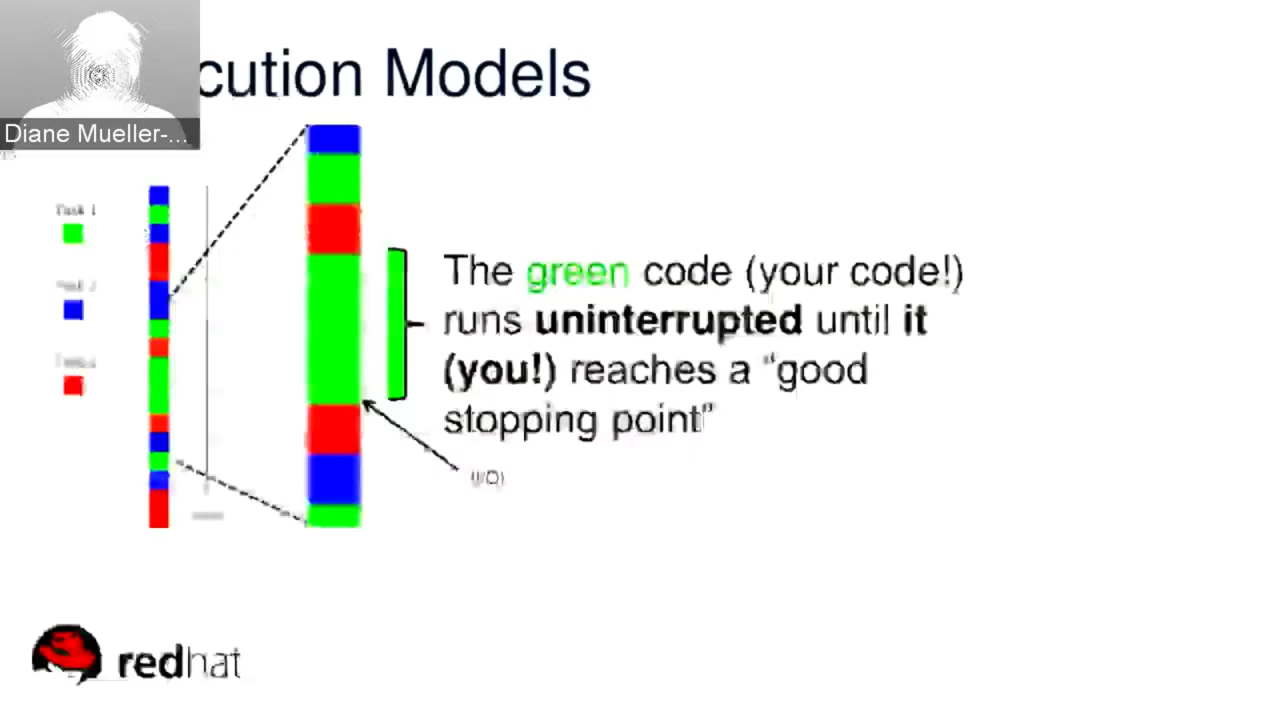 cution Models
Diane Mueller-...
Task 1
The green code (your code!)
runs uninterrupted until it
(you!) reaches a “good
stopping point”
(I/O)
redhat